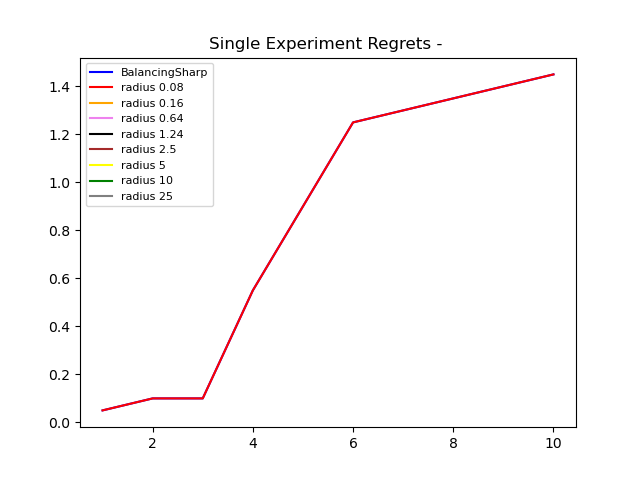 Single Experiment Regrets -
BalancingSharp
radius 0.08
radius 0.16
radius 0.64
radius 1.24
radius 2.5
radius 5
radius 10
radius 25
1.4
1.2
1.0
0.8
0.6
0.4
0.2
0.0
2 4 6 8 10